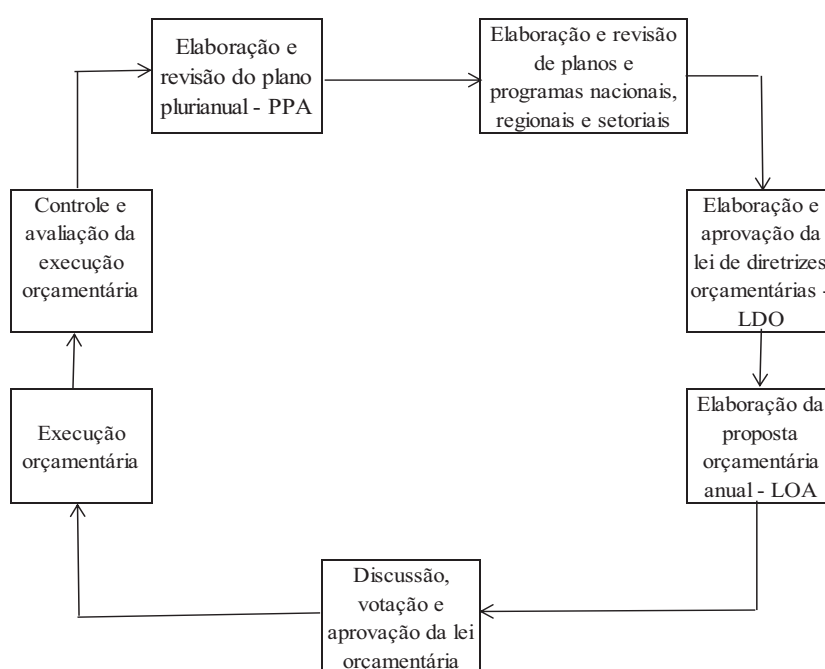 Elaboração e
revisão do plano
plurianual - PPA
Elaboração e revisão
de planos e
programas nacionais,
regionais e setoriais
Elaboração e
aprovação da
lei de diretrizes
orçamentárias -
LDO
Elaboração da
proposta
orçamentária
anual - LOA
Discussão,
votação e
aprovação da lei
orçamentária
Execução
orçamentária
Controle e
avaliação da
execução
orçamentária